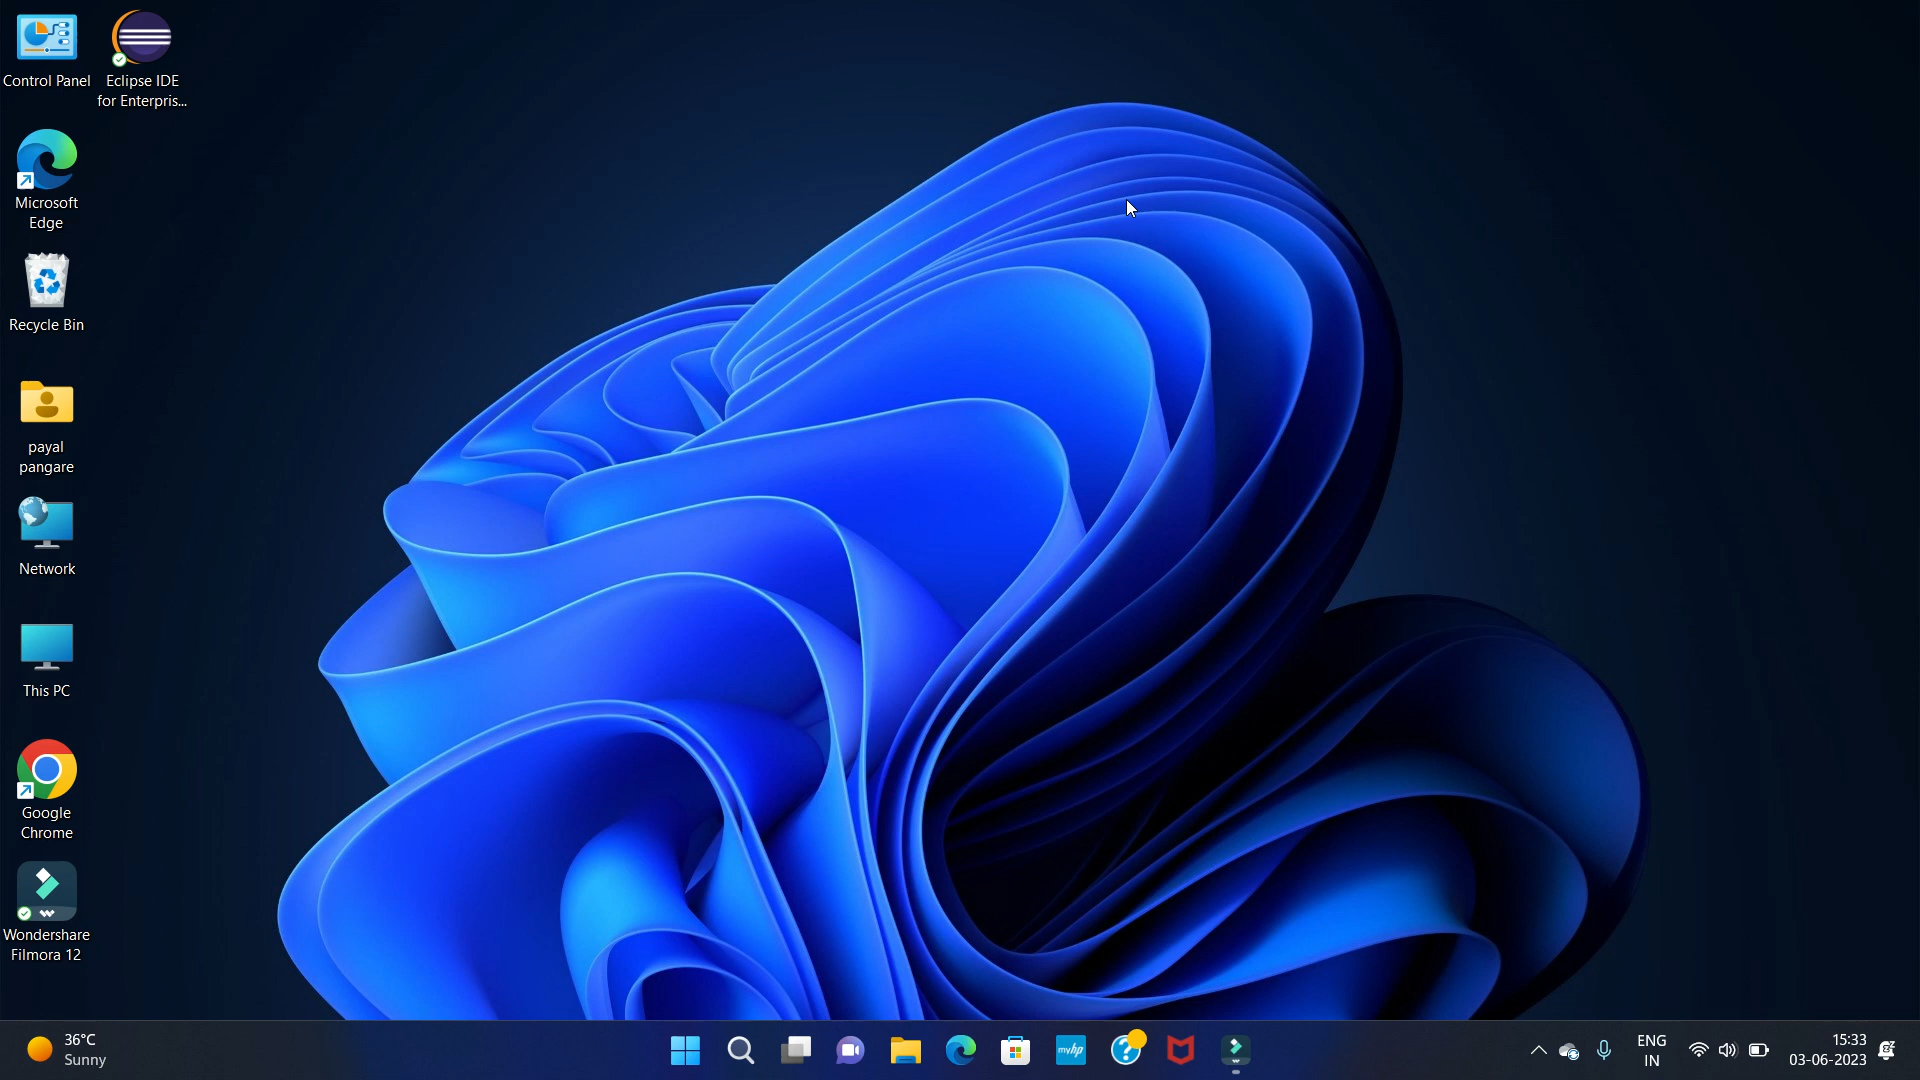 Control Panel
Eclipse IDE
for Enterpris...
Microsoft
Edge
Recycle Bin
payal
pangare
Network
This PC
Google
Chrome
Wondershare
Filmora 12
36°C
Sunny
myhp
?
ENG
IN
15:33
03-06-2023